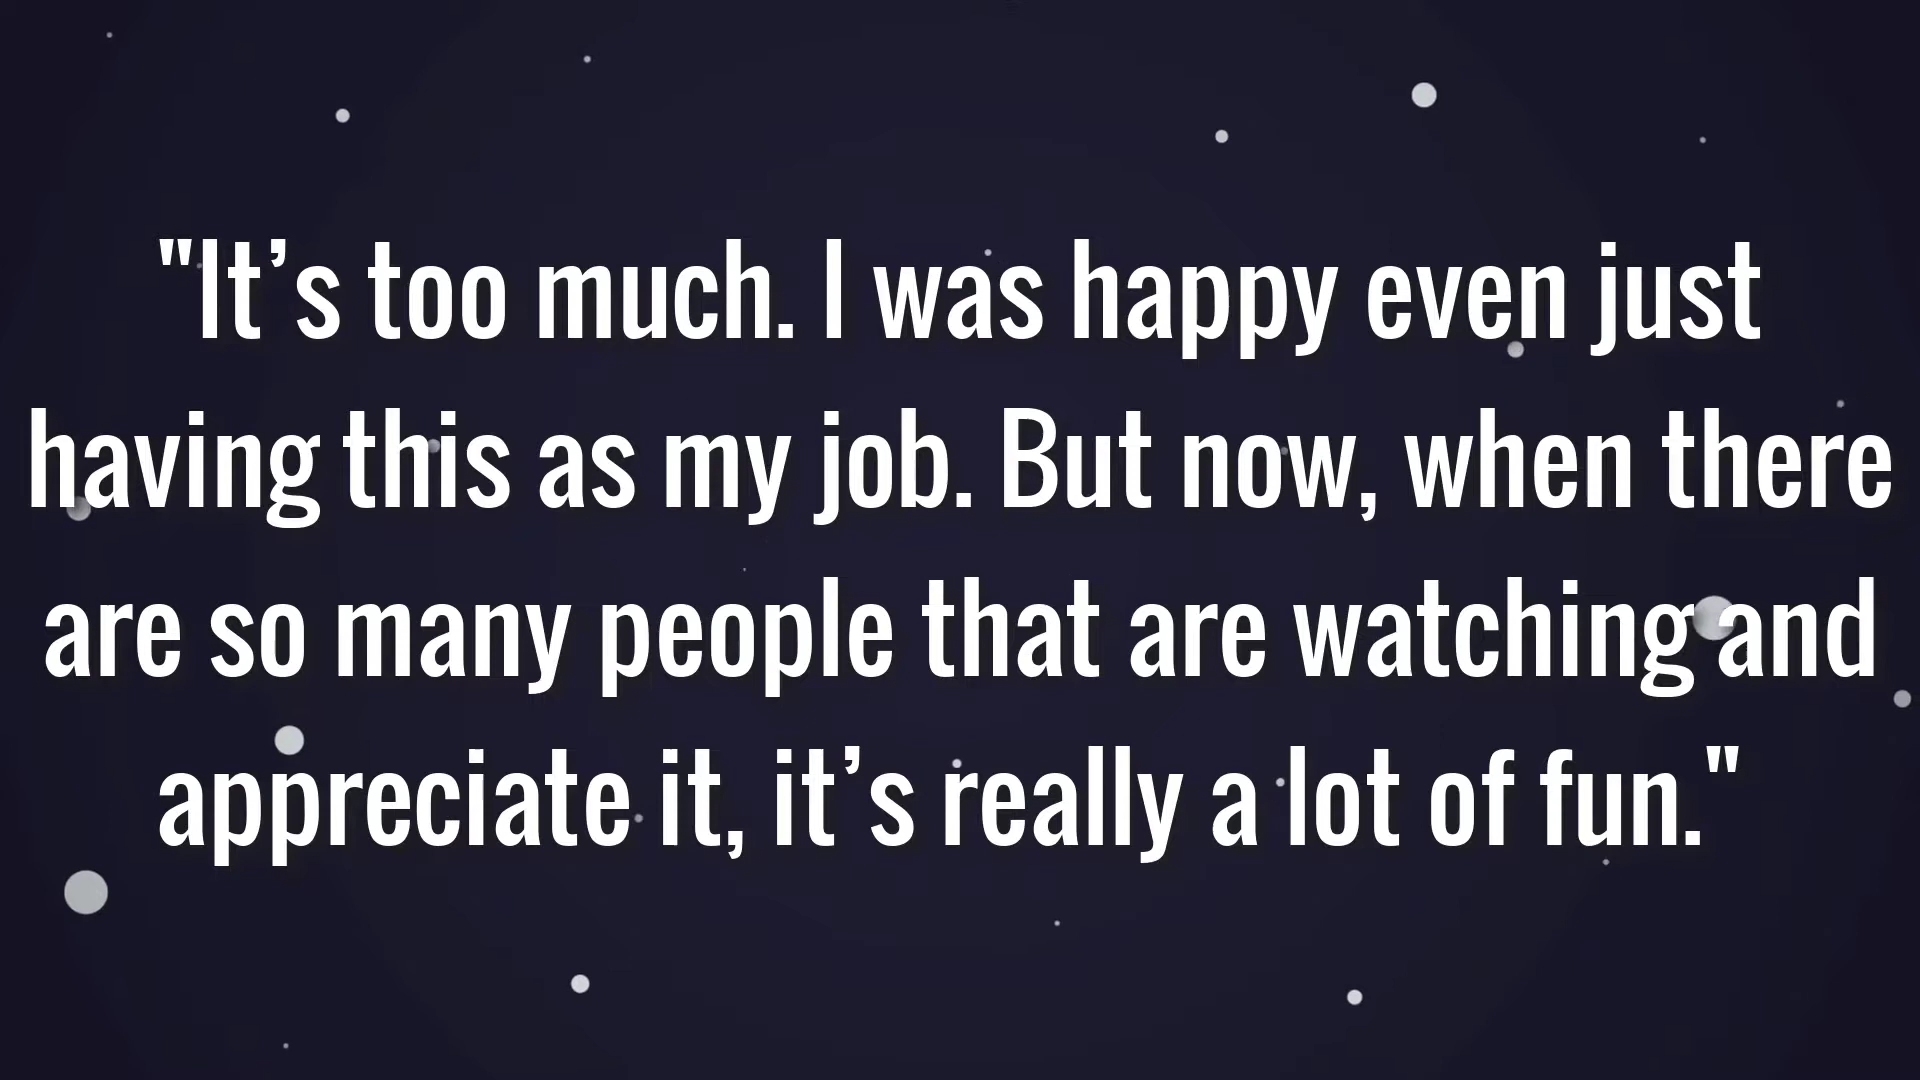 "It’s too much. I was happy even just
having this as my job. But now, when there
are so many people that are watching and
appreciate it, it’s really a lot of fun."